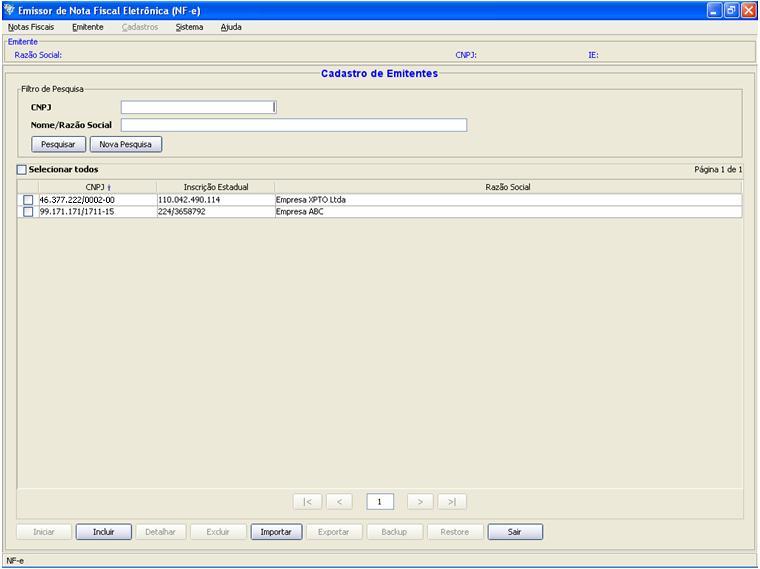 Emissor de Nota Fiscal Eletrônica (NF-e)
Notas Fiscais Emitente Cadastros Sistema Ajuda
Emitente
Razão Social: CNPJ: IE:
Cadastro de Emitentes
Filtro de Pesquisa
CNPJ
Nome/Razão Social
Pesquisar Nova Pesquisa
Selecionar todos Página 1 de 1
CNPJ Inscrição Estadual Razão Social
46.377.222/0002-00 110.042.490.114 Empresa XPTO Ltda
99.171.171/1711-15 224/3658792 Empresa ABC
|< < 1 > >|
Iniciar Incluir Detalhar Excluir Importar Exportar Backup Restore Sair
NF-e